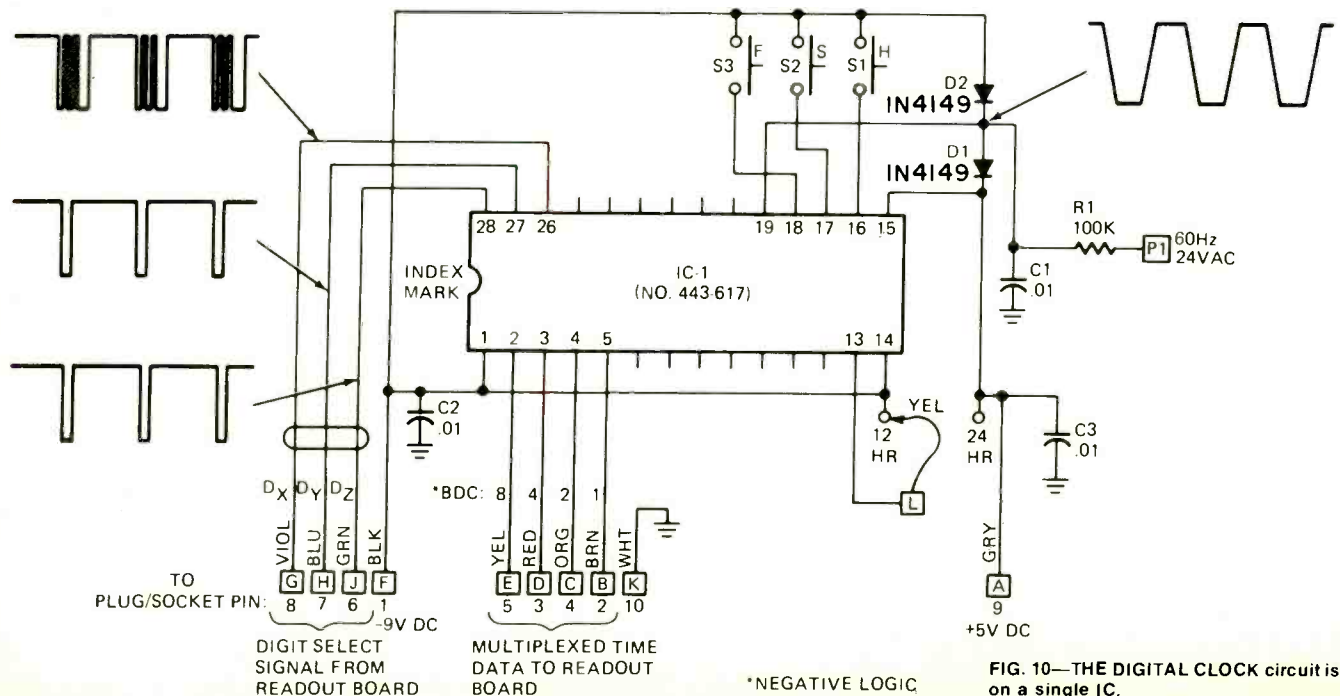 F
S
H
S3
S2
S1
D2
1N4149
D1
1N4149
R1
100K
P1
60Hz
24VAC
C1
.01
28 27 26 19 18 17 16 15
INDEX
MARK
IC-1
(NO. 443-617)
1 2 3 4 5 13 14
C2
.01
YEL
12
HR
24
HR
C3
.01
L
DX DY DZ
*BDC: 8 4 2 1
VIOL
BLU
GRN
BLK
YEL
RED
ORG
BRN
WHT
GRY
G H J F
E D C B K
A
TO
PLUG/SOCKET PIN: 8 7 6 1
5 3 4 2 10
9
-9V DC
+5V DC
DIGIT SELECT
SIGNAL FROM
READOUT BOARD
MULTIPLEXED TIME
DATA TO READOUT
BOARD
*NEGATIVE LOGIC
FIG. 10—THE DIGITAL CLOCK circuit is
on a single IC.